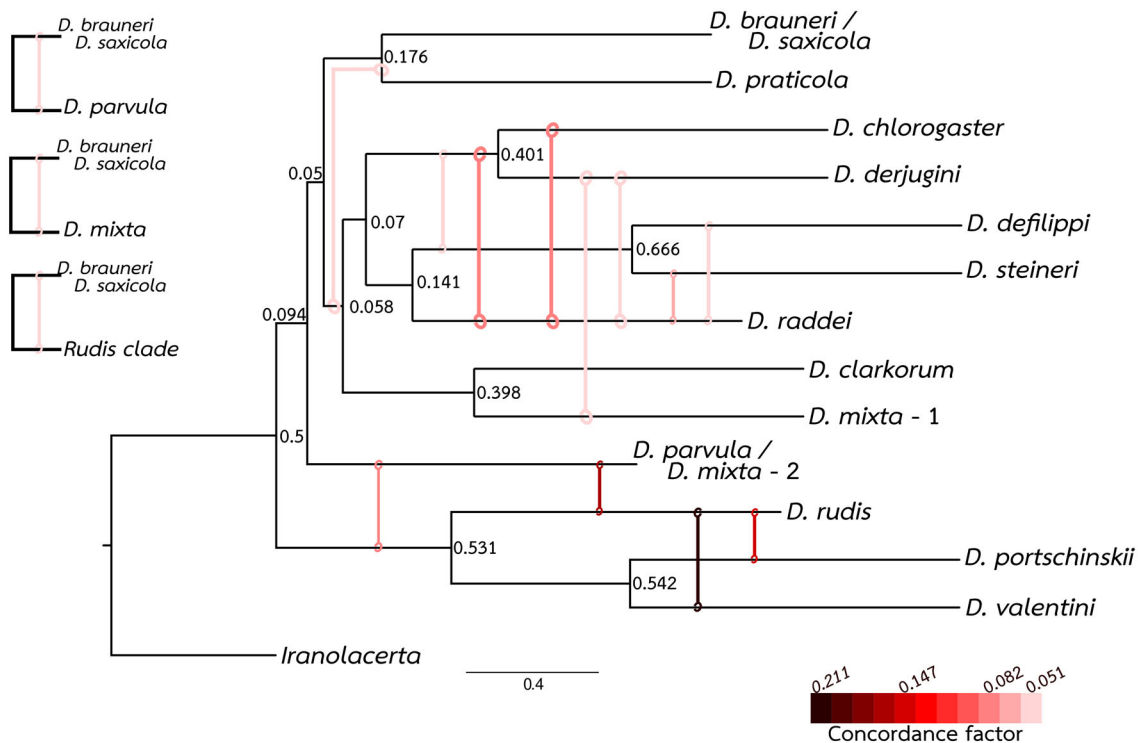 D. brauneri
D. saxicola
D. parvula
D. brauneri
D. saxicola
D. mixta
D. brauneri
D. saxicola
Rudis clade
D. brauneri /
D. saxicola
0.176
D. praticola
D. chlorogaster
0.401
D. derjugini
0.05
0.07
D. defilippi
0.666
D. steineri
0.141
0.058
0.094
D. raddei
D. clarkorum
0.398
D. mixta - 1
0.5
D. parvula /
D. mixta - 2
D. rudis
0.531
D. portschinskii
0.542
D. valentini
Iranolacerta
0.4
0.211
0.147
0.082
0.051
Concordance factor